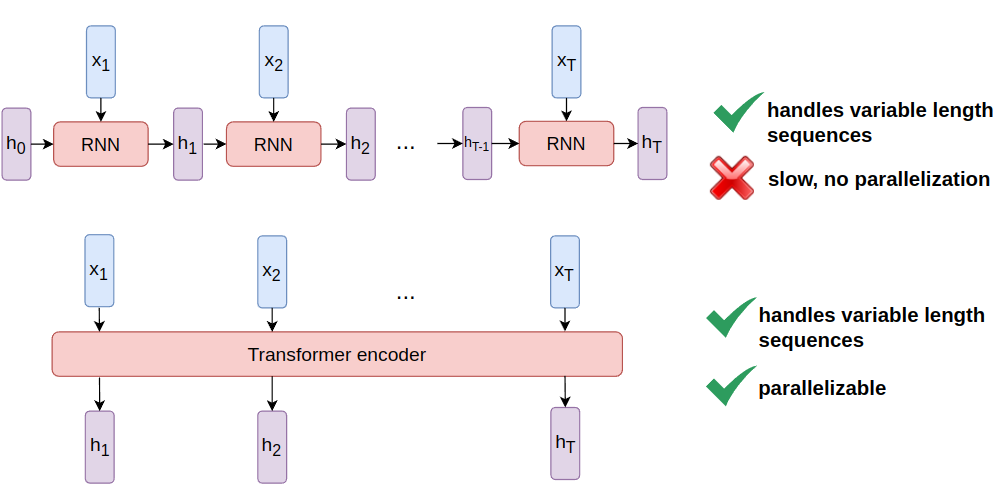 x1
x2
xT
h0
RNN
h1
RNN
h2
...
hT-1
RNN
hT
handles variable length
sequences
slow, no parallelization
x1
x2
...
xT
Transformer encoder
h1
h2
hT
handles variable length
sequences
parallelizable